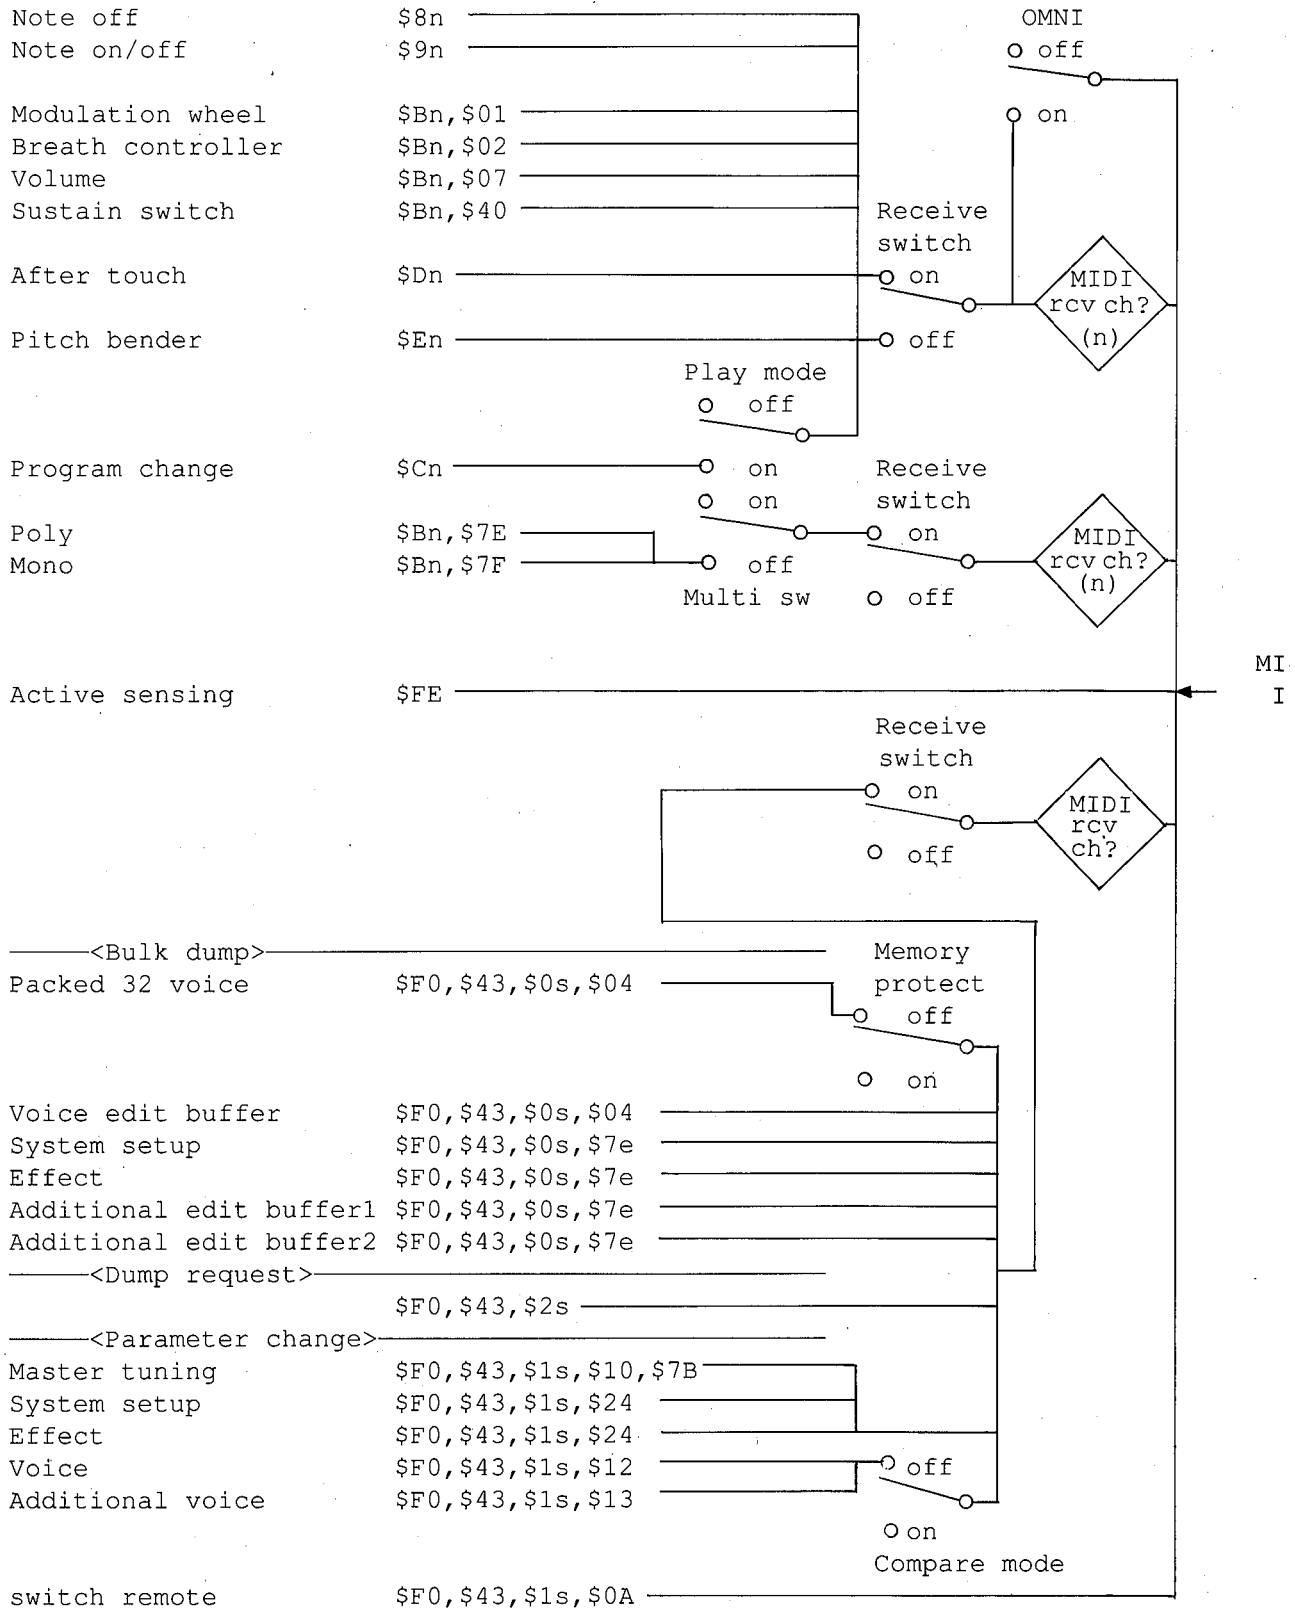 Note off $8n OMNI
Note on/off $9n off
Modulation wheel $Bn,$01 on
Breath controller $Bn,$02
Volume $Bn,$07
Sustain switch $Bn,$40 Receive
switch
After touch $Dn on MIDI
rcv ch?
Pitch bender $En off (n)
Play mode
off
Program change $Cn on Receive
on switch
Poly $Bn,$7E on MIDI
Mono $Bn,$7F off rcv ch?
(n)
Multi sw off
MI
Active sensing $FE I
Receive
switch
on MIDI
rcv
off ch?
<Bulk dump> Memory
Packed 32 voice $F0,$43,$0s,$04 protect
off
on
Voice edit buffer $F0,$43,$0s,$04
System setup $F0,$43,$0s,$7e
Effect $F0,$43,$0s,$7e
Additional edit buffer1 $F0,$43,$0s,$7e
Additional edit buffer2 $F0,$43,$0s,$7e
<Dump request>
$F0,$43,$2s
<Parameter change>
Master tuning $F0,$43,$1s,$10,$7B
System setup $F0,$43,$1s,$24
Effect $F0,$43,$1s,$24
Voice $F0,$43,$1s,$12 off
Additional voice $F0,$43,$1s,$13
on
Compare mode
switch remote $F0,$43,$1s,$0A